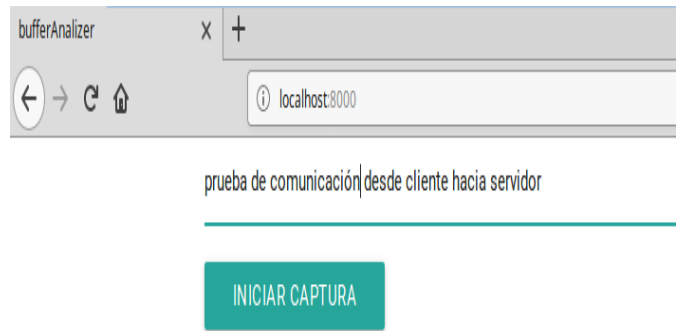 bufferAnalizer
localhost:8000
prueba de comunicación desde cliente hacia servidor
INICIAR CAPTURA